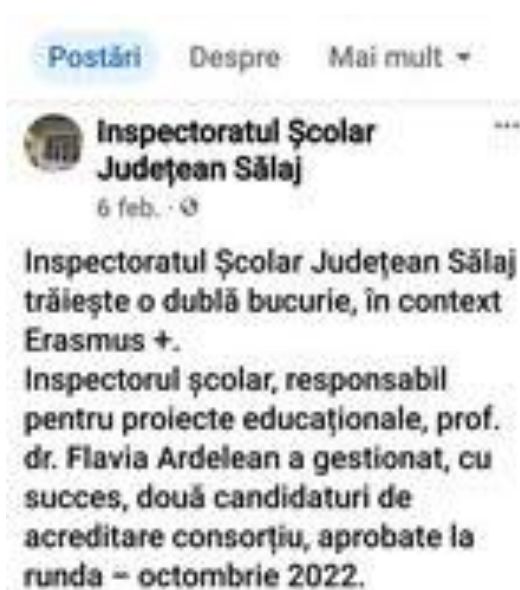 Postări Despre Mai mult
Inspectoratul Școlar
Județean Sălaj
6 feb.
Inspectoratul Școlar Județean Sălaj
trăiește o dublă bucurie, în context
Erasmus +.
Inspectorul școlar, responsabil
pentru proiecte educaționale, prof.
dr. Flavia Ardelean a gestionat, cu
succes, două candidaturi de
acreditare consorțiu, aprobate la
runda – octombrie 2022.